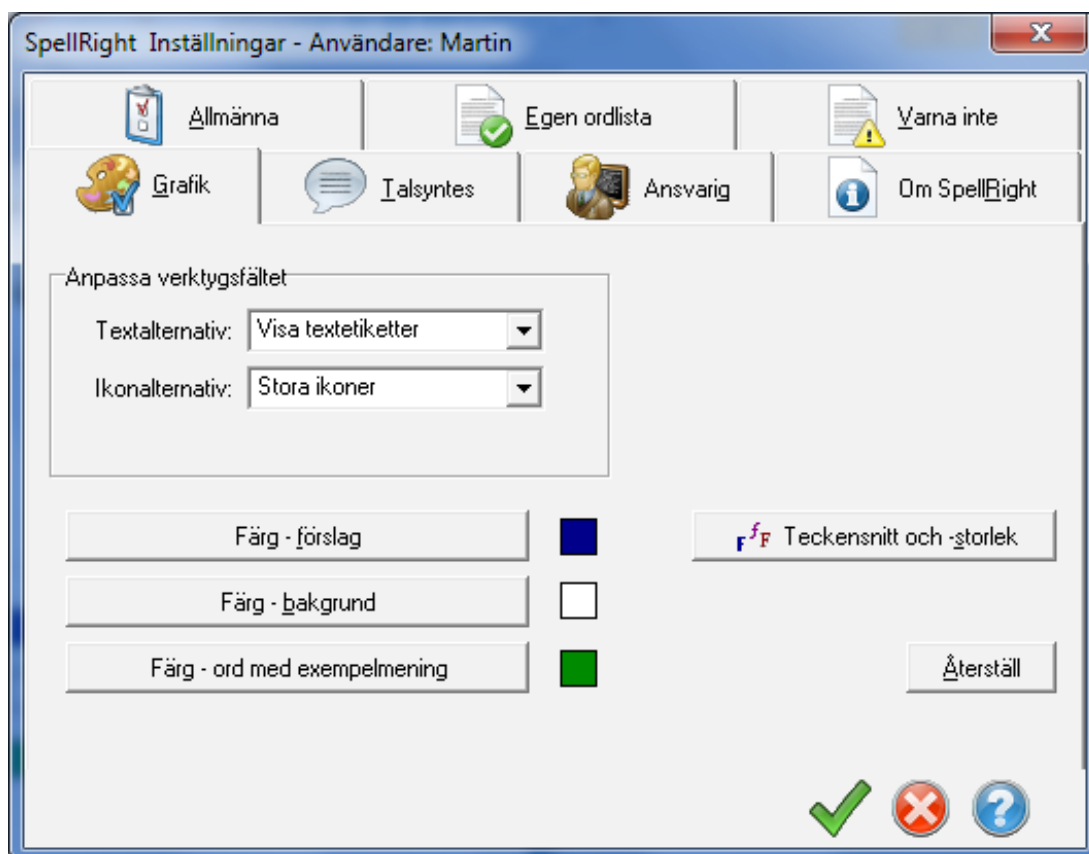 SpellRight  Inställningar - Användare: Martin
Allmänna
Egen ordlista
Varna inte
Grafik
Talsyntes
Ansvarig
Om SpellRight
Anpassa verktygsfältet
Textalternativ: Visa textetiketter
Ikonalternativ: Stora ikoner
Färg - förslag
FfF Teckensnitt och -storlek
Färg - bakgrund
Färg - ord med exempelmening
Återställ
?